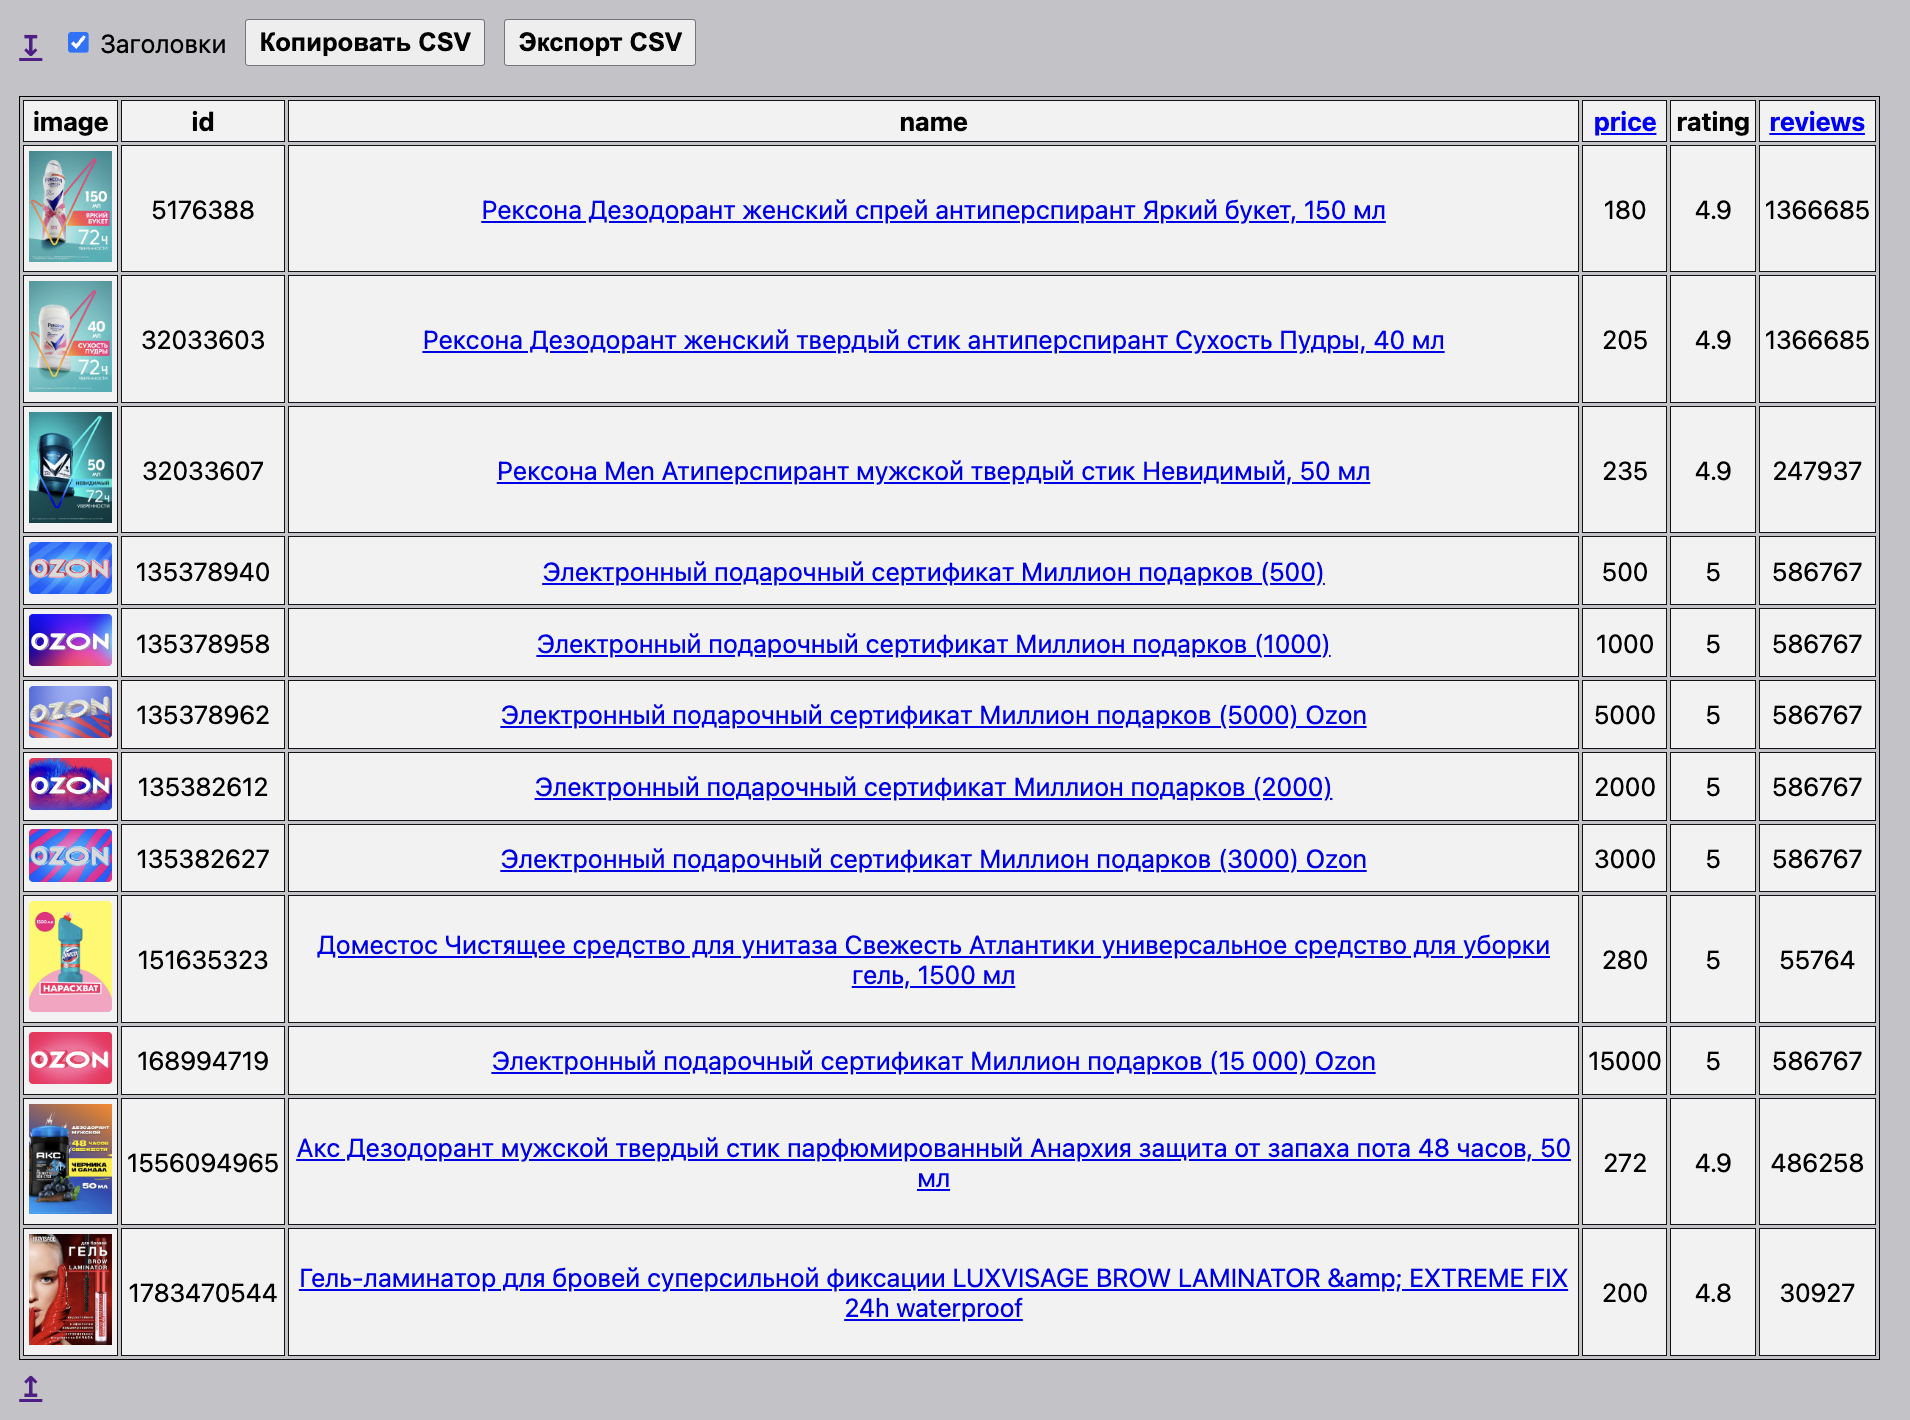 ↧ Заголовки Копировать CSV Экспорт CSV
image id name price rating reviews
150
МЛ
ЯРКИЙ
БУКЕТ
72ч
5176388 Рексона Дезодорант женский спрей антиперспирант Яркий букет, 150 мл 180 4.9 1366685
40
МЛ
СУХОСТЬ
ПУДРЫ
72ч
32033603 Рексона Дезодорант женский твердый стик антиперспирант Сухость Пудры, 40 мл 205 4.9 1366685
50
МЛ
НЕВИДИМЫЙ
72ч
УВЕРЕННОСТИ
32033607 Рексона Men Атиперспирант мужской твердый стик Невидимый, 50 мл 235 4.9 247937
OZON 135378940 Электронный подарочный сертификат Миллион подарков (500) 500 5 586767
OZON 135378958 Электронный подарочный сертификат Миллион подарков (1000) 1000 5 586767
OZON 135378962 Электронный подарочный сертификат Миллион подарков (5000) Ozon 5000 5 586767
OZON 135382612 Электронный подарочный сертификат Миллион подарков (2000) 2000 5 586767
OZON 135382627 Электронный подарочный сертификат Миллион подарков (3000) Ozon 3000 5 586767
НАРАСХВАТ
151635323 Доместос Чистящее средство для унитаза Свежесть Атлантики универсальное средство для уборки
гель, 1500 мл 280 5 55764
OZON 168994719 Электронный подарочный сертификат Миллион подарков (15 000) Ozon 15000 5 586767
ДЕЗОДОРАНТ
МУЖСКОЙ
48 ЧАСОВ
СВЕЖЕСТИ
АКС
ЧЕРНИКА
И САНДАЛ
50 МЛ
1556094965 Акс Дезодорант мужской твердый стик парфюмированный Анархия защита от запаха пота 48 часов, 50
мл 272 4.9 486258
LUXVISAGE
для бровей
ГЕЛЬ
BROW
LAMINATOR
1783470544 Гель-ламинатор для бровей суперсильной фиксации LUXVISAGE BROW LAMINATOR &amp; EXTREME FIX
24h waterproof 200 4.8 30927
↥